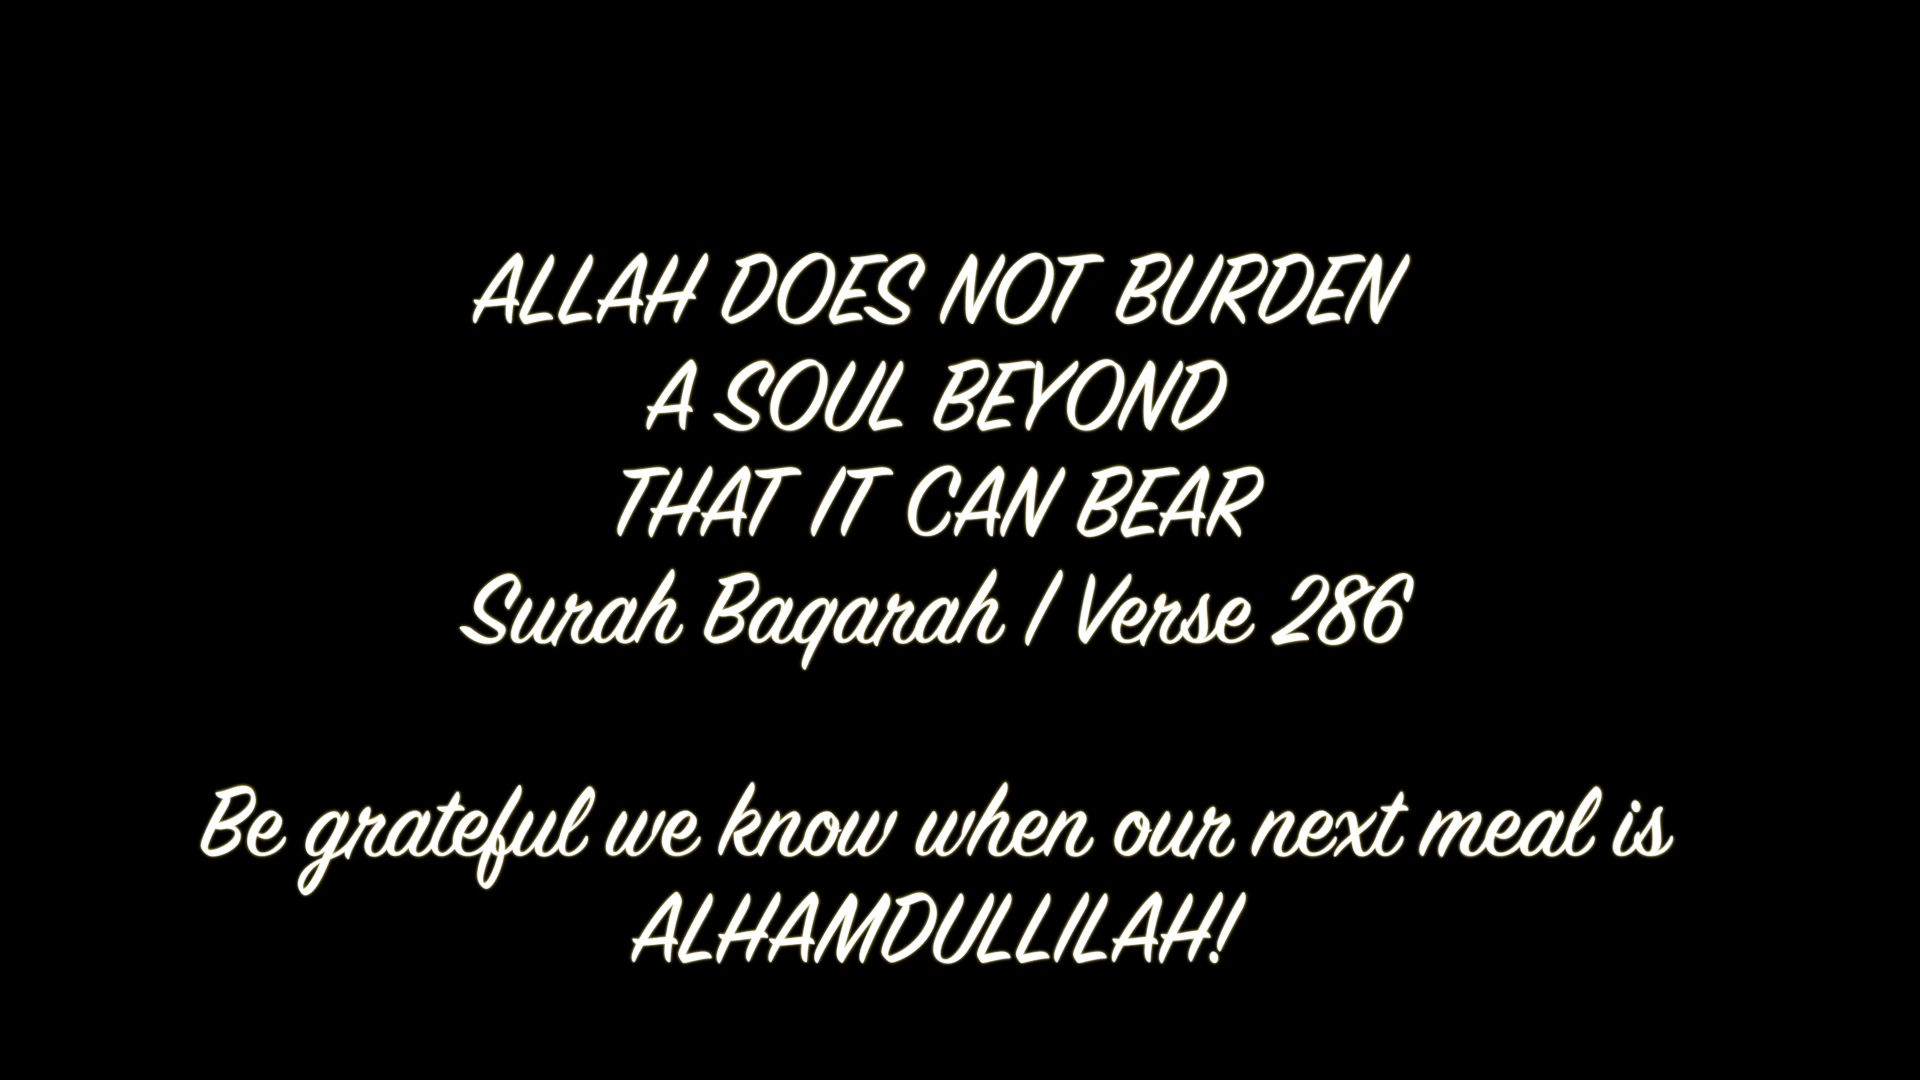 ALLAH DOES NOT BURDEN
A SOUL BEYOND
THAT IT CAN BEAR
Surah Baqarah / Verse 286
Be grateful we know when our next meal is
ALHAMDULLILAH!